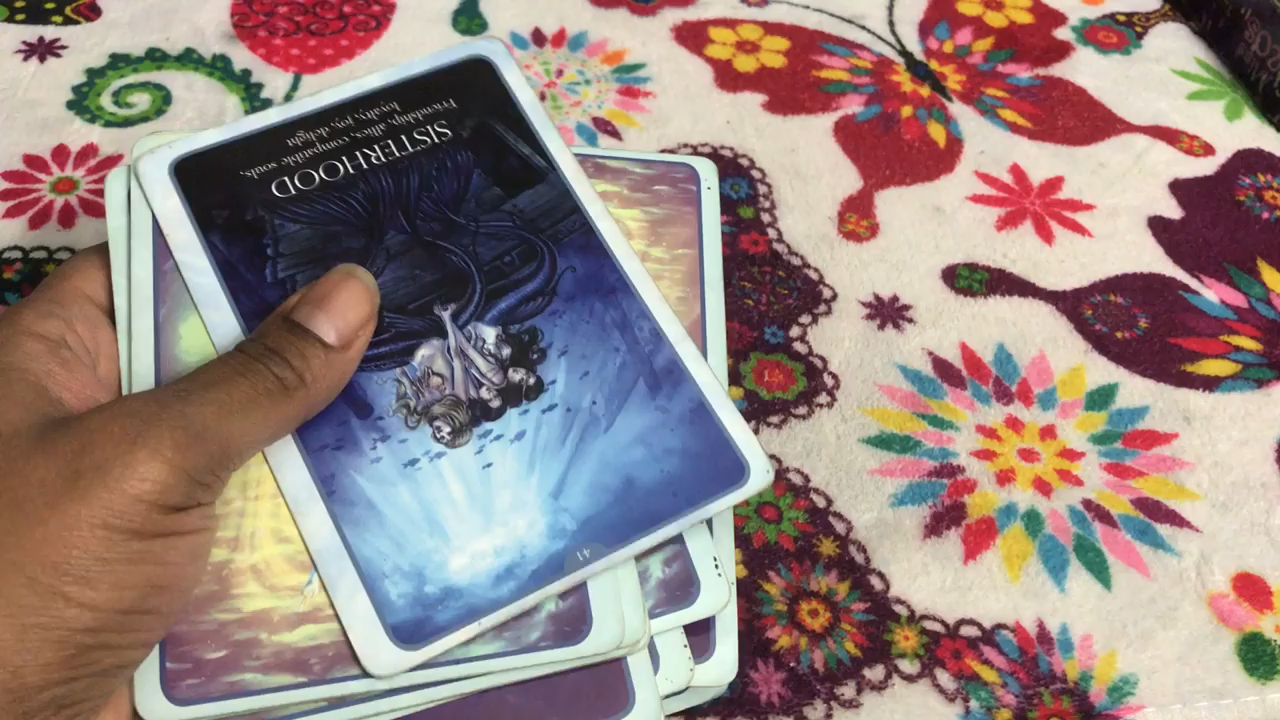 SISTERHOOD
Friendship, allies, compatible souls,
loyalty, joy, delight
41